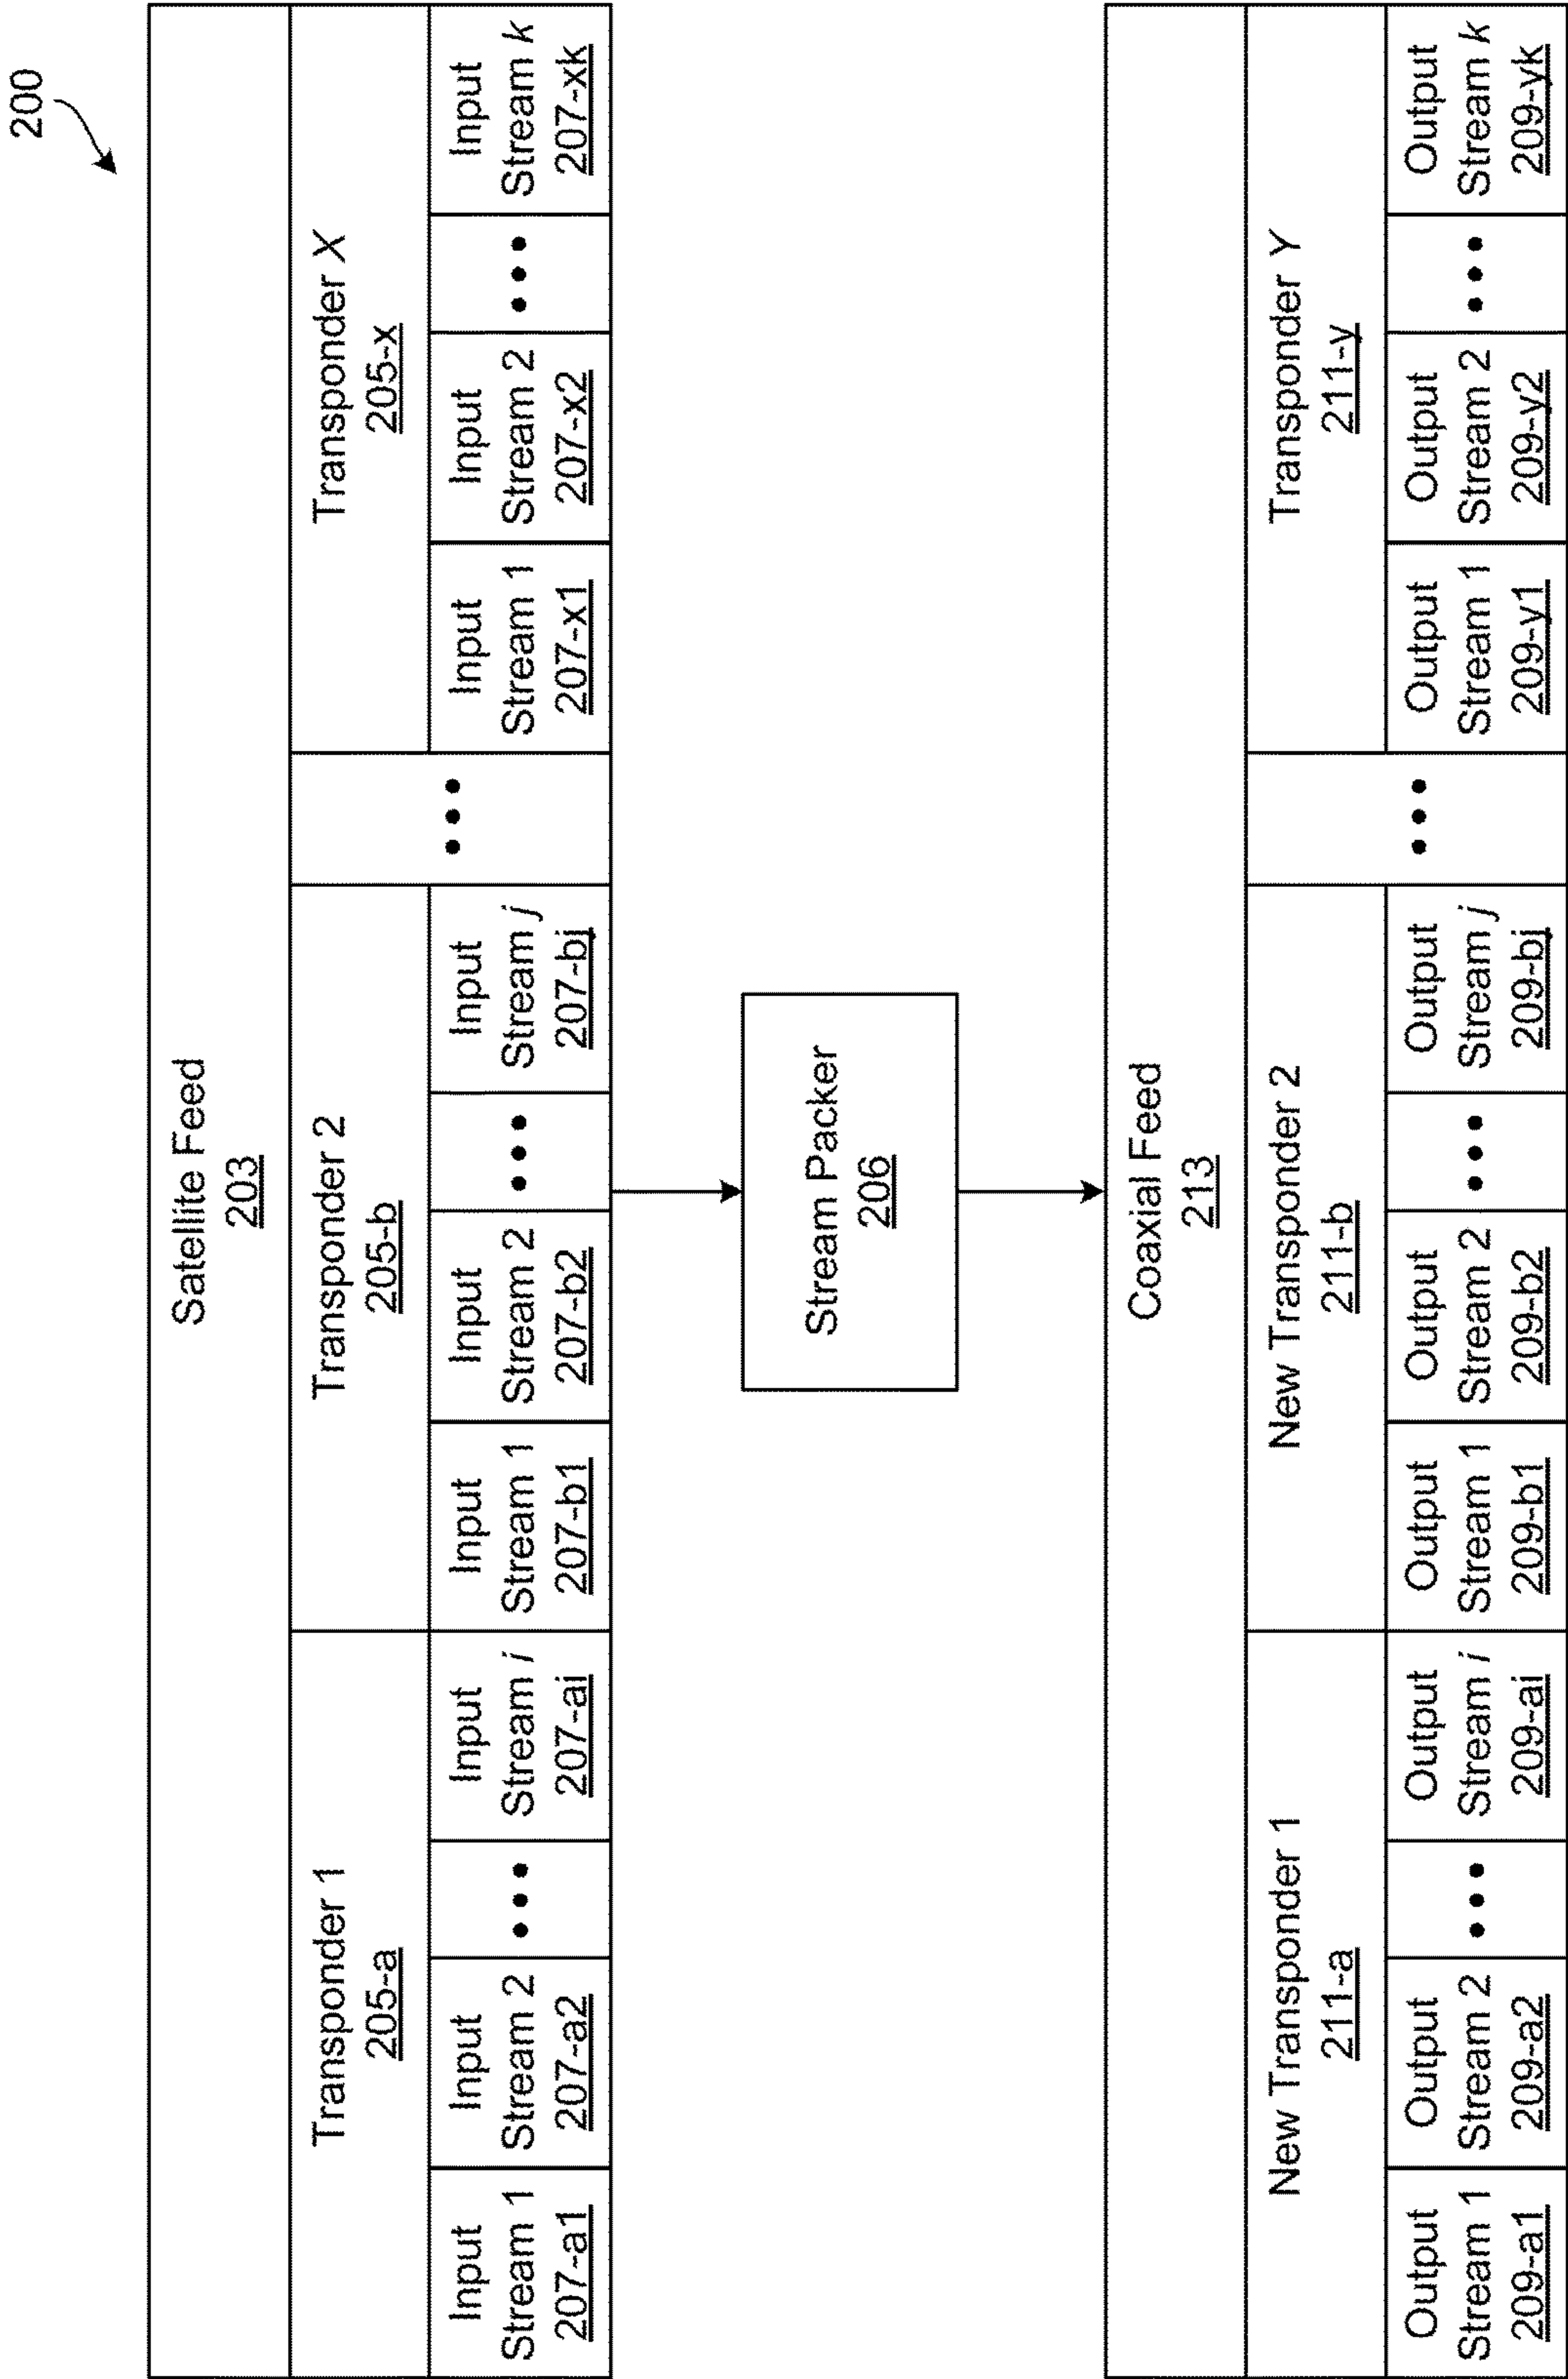 200
Satellite Feed
203
Transponder 1
205-a
Transponder 2
205-b
•••
Transponder X
205-x
Input
Stream 1
207-a1
Input
Stream 2
207-a2
•••
Input
Stream i
207-ai
Input
Stream 1
207-b1
Input
Stream 2
207-b2
•••
Input
Stream j
207-bj
Input
Stream 1
207-x1
Input
Stream 2
207-x2
•••
Input
Stream k
207-xk
Stream Packer
206
Coaxial Feed
213
New Transponder 1
211-a
New Transponder 2
211-b
•••
Transponder Y
211-y
Output
Stream 1
209-a1
Output
Stream 2
209-a2
•••
Output
Stream i
209-ai
Output
Stream 1
209-b1
Output
Stream 2
209-b2
•••
Output
Stream j
209-bj
Output
Stream 1
209-y1
Output
Stream 2
209-y2
•••
Output
Stream k
209-yk